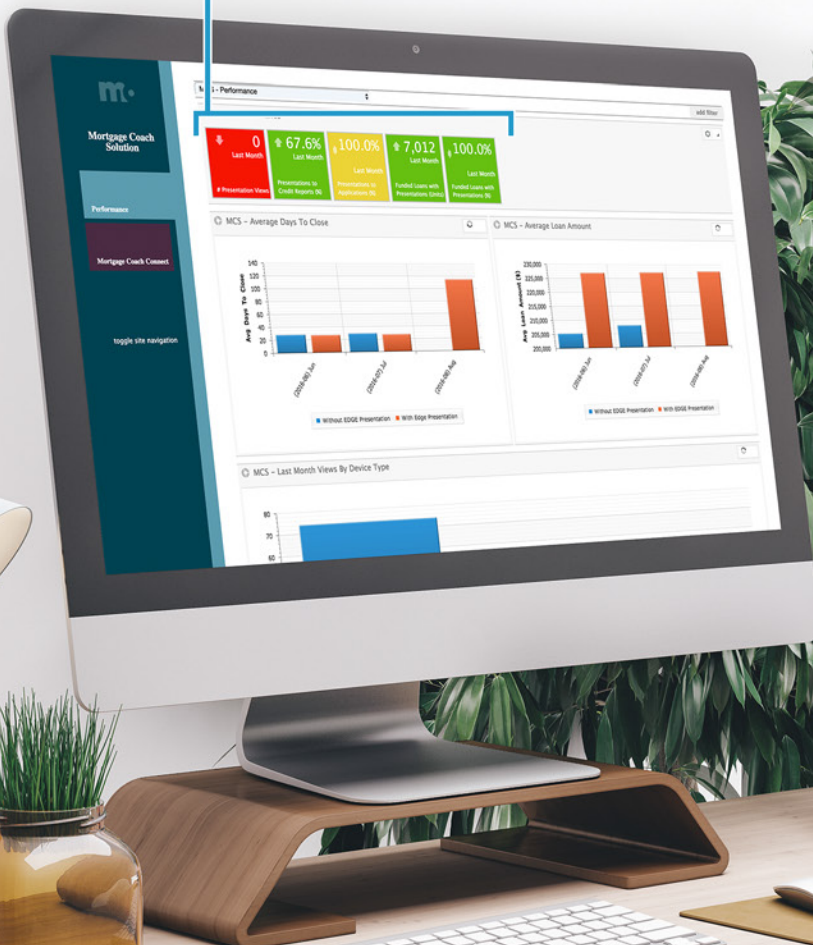 m.
Mortgage Coach
Solution
Performance
Mortgage Coach Connect
toggle site navigation
- Performance
add filter
0
Last Month
# Presentation Views
67.6%
Last Month
Presentations to
Credit Reports (%)
100.0%
Last Month
Presentations to
Applications (%)
7,012
Last Month
Funded Loans with
Presentations (Units)
100.0%
Last Month
Funded Loans with
Presentations (%)
MCS - Average Days To Close
Avg Days To Close
140
120
100
80
60
40
20
0
(2016-06) Jun
(2016-07) Jul
(2016-08) Aug
Without EDGE Presentation
With Edge Presentation
MCS - Average Loan Amount
Avg Loan Amount ($)
230,000
225,000
220,000
215,000
210,000
205,000
200,000
(2016-06) Jun
(2016-07) Jul
(2016-08) Aug
Without EDGE Presentation
With EDGE Presentation
MCS - Last Month Views By Device Type
80
70
60